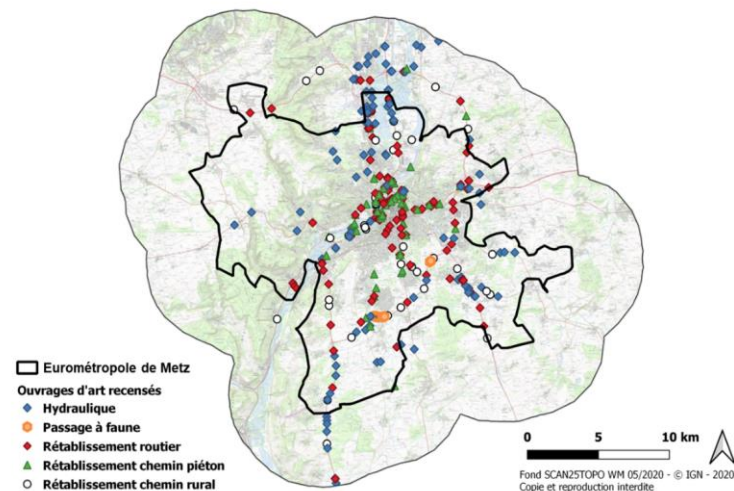 Eurométropole de Metz
Ouvrages d'art recensés
Hydraulique
Passage à faune
Rétablissement routier
Rétablissement chemin piéton
Rétablissement chemin rural
0 5 10 km
Fond SCAN25TOPO WM 05/2020 - © IGN - 2020
Copie et reproduction interdite